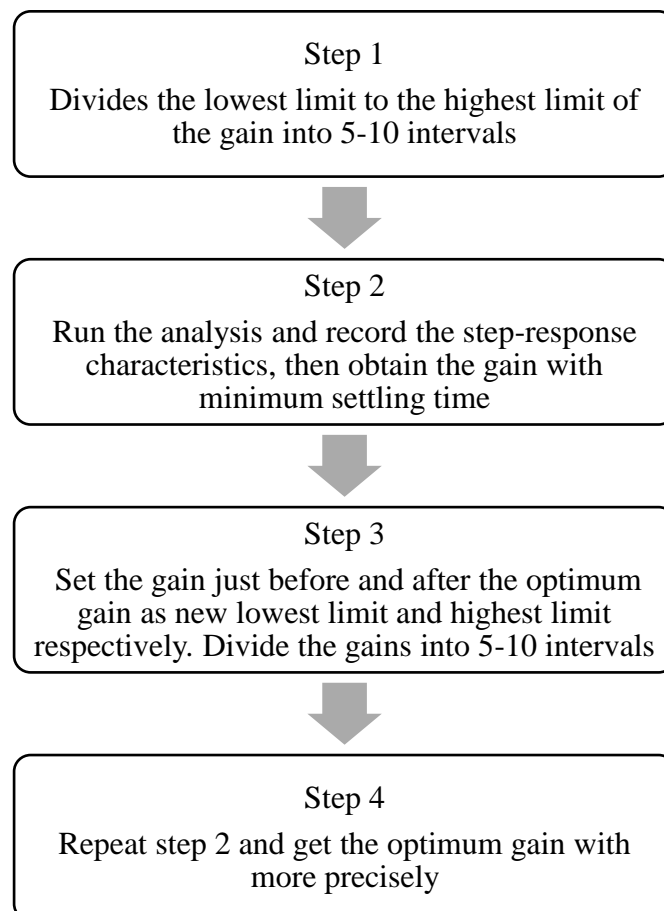 Step 1
Divides the lowest limit to the highest limit of
the gain into 5-10 intervals
Step 2
Run the analysis and record the step-response
characteristics, then obtain the gain with
minimum settling time
Step 3
Set the gain just before and after the optimum
gain as new lowest limit and highest limit
respectively. Divide the gains into 5-10 intervals
Step 4
Repeat step 2 and get the optimum gain with
more precisely